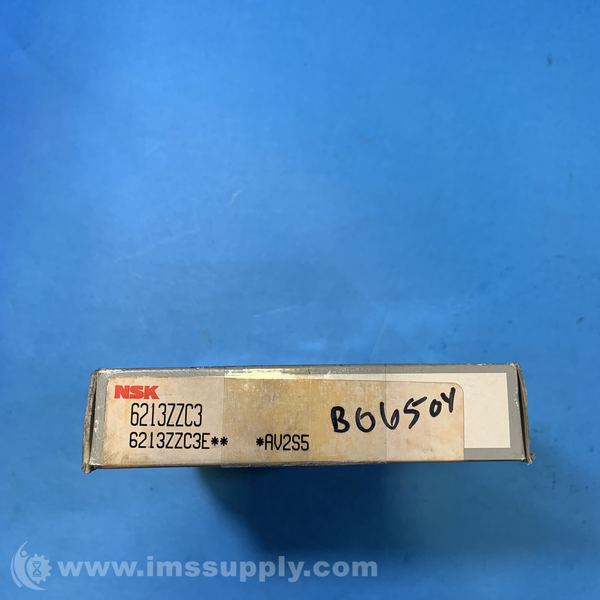 NSK
6213ZZC3
6213ZZC3E** *AV2S5
B06504
www.imssupply.com